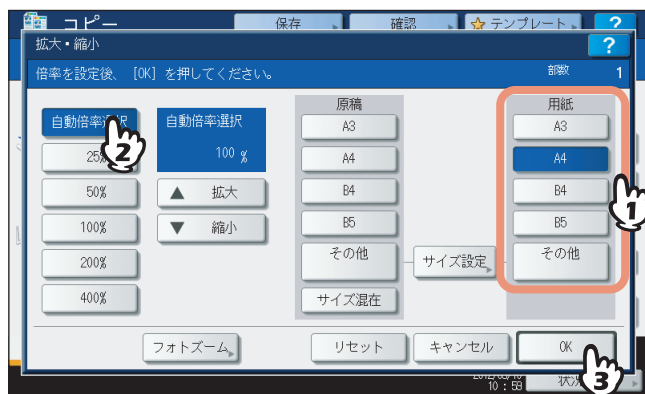 コピー
保存
確認
テンプレート
?
拡大・縮小
?
倍率を設定後、 [OK] を押してください。
部数 1
原稿
用紙
自動倍率選択
自動倍率選択
A3
A3
25%
100 %
A4
A4
50%
▲ 拡大
B4
B4
100%
▼ 縮小
B5
B5
200%
その他
サイズ設定
その他
400%
サイズ混在
フォトズーム
リセット
キャンセル
OK
10:59
1
2
3